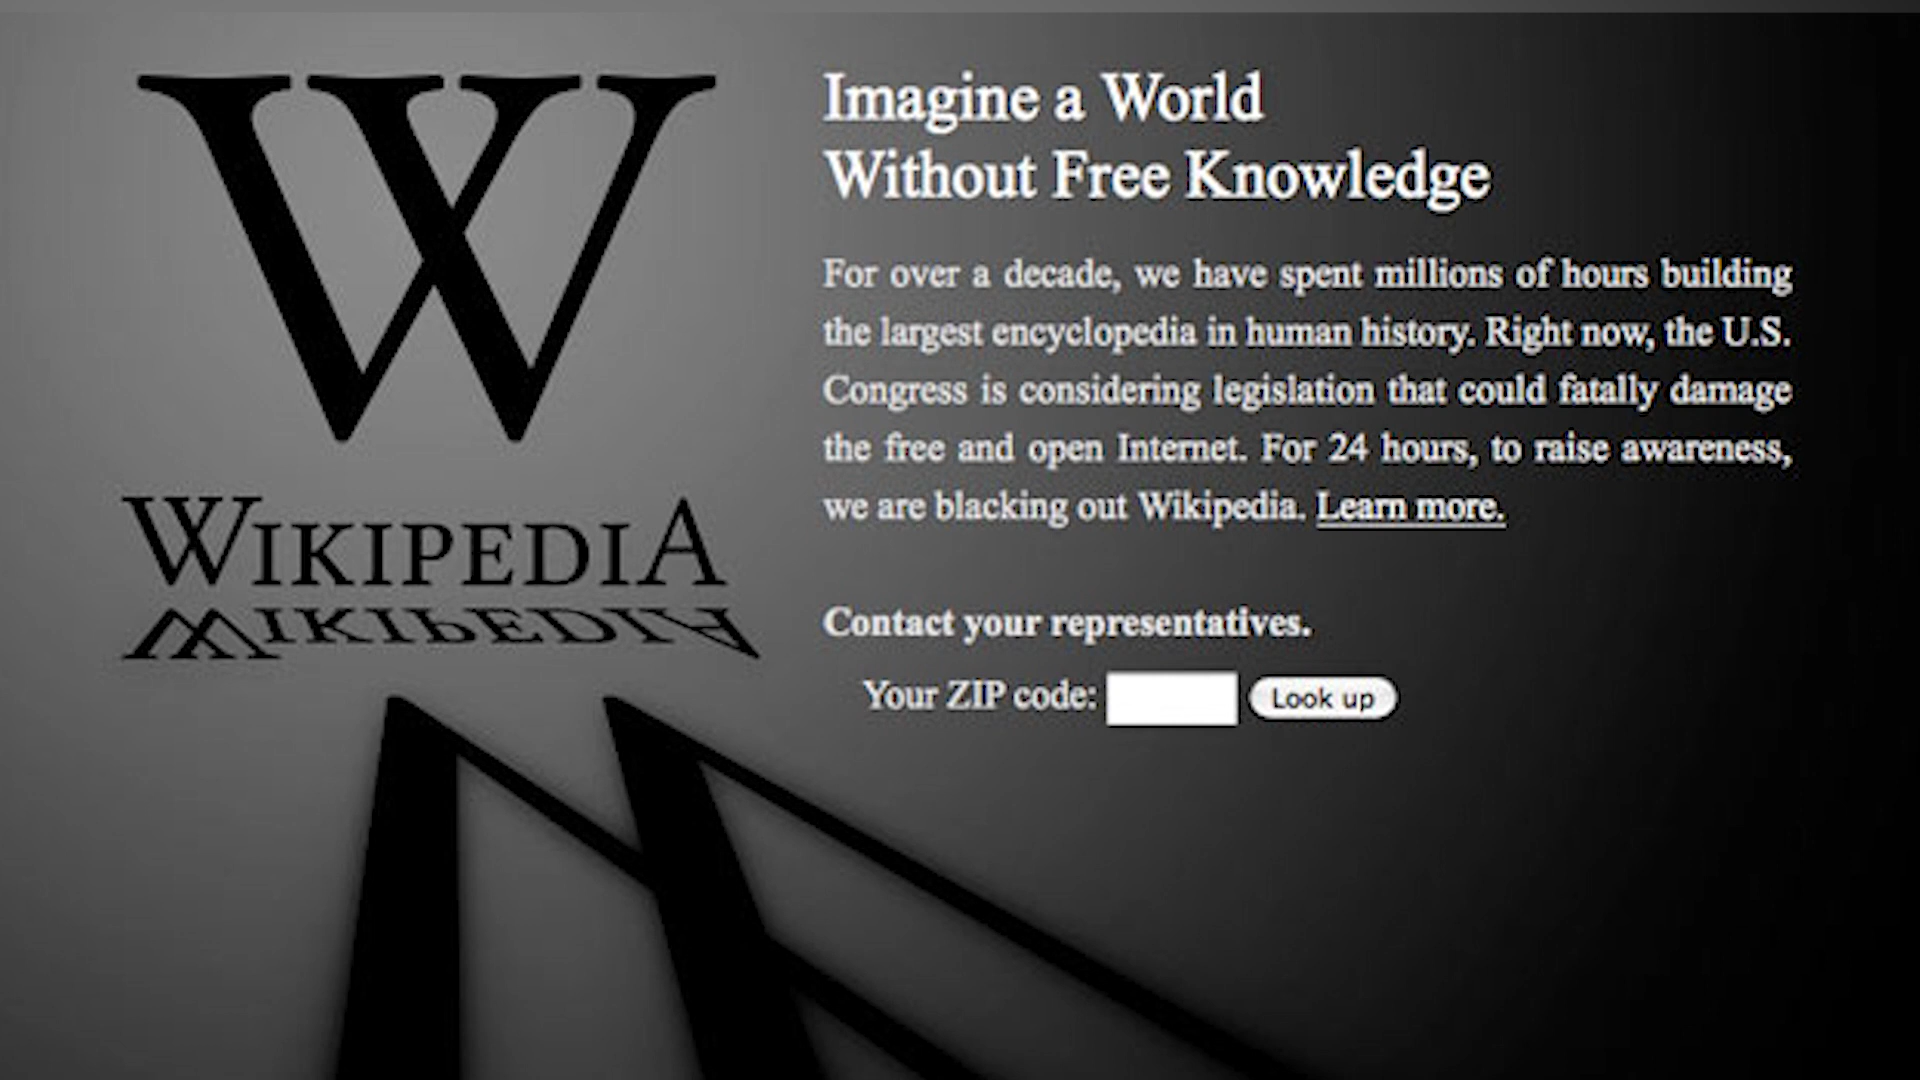 W
WIKIPEDIA
Imagine a World
Without Free Knowledge
For over a decade, we have spent millions of hours building
the largest encyclopedia in human history. Right now, the U.S.
Congress is considering legislation that could fatally damage
the free and open Internet. For 24 hours, to raise awareness,
we are blacking out Wikipedia. Learn more.
Contact your representatives.
Your ZIP code: Look up